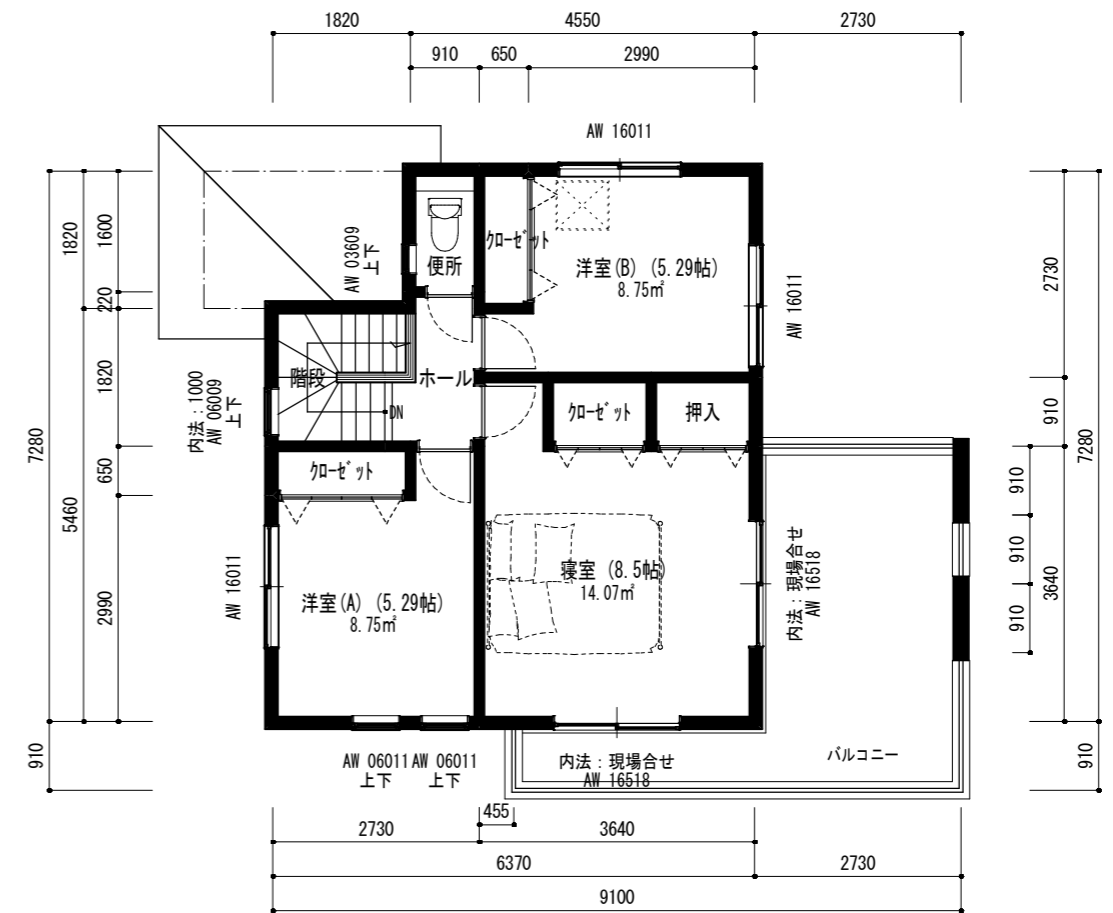 1820
4550
2730
910
650
2990
AW 16011
7280
1820
5460
1600
220
1820
650
2990
910
AW 03609
上下
便所
クローゼット
洋室(B) (5.29帖)
8.75㎡
AW 16011
2730
910
7280
階段
ホール
DN
内法：1000
AW 06009
上下
クローゼット
押入
クローゼット
910
910
910
3640
AW 16011
洋室(A) (5.29帖)
8.75㎡
寝室 (8.5帖)
14.07㎡
内法：現場合せ
AW 16518
AW 06011
上下
AW 06011
上下
内法：現場合せ
AW 16518
バルコニー
910
455
2730
3640
6370
2730
9100